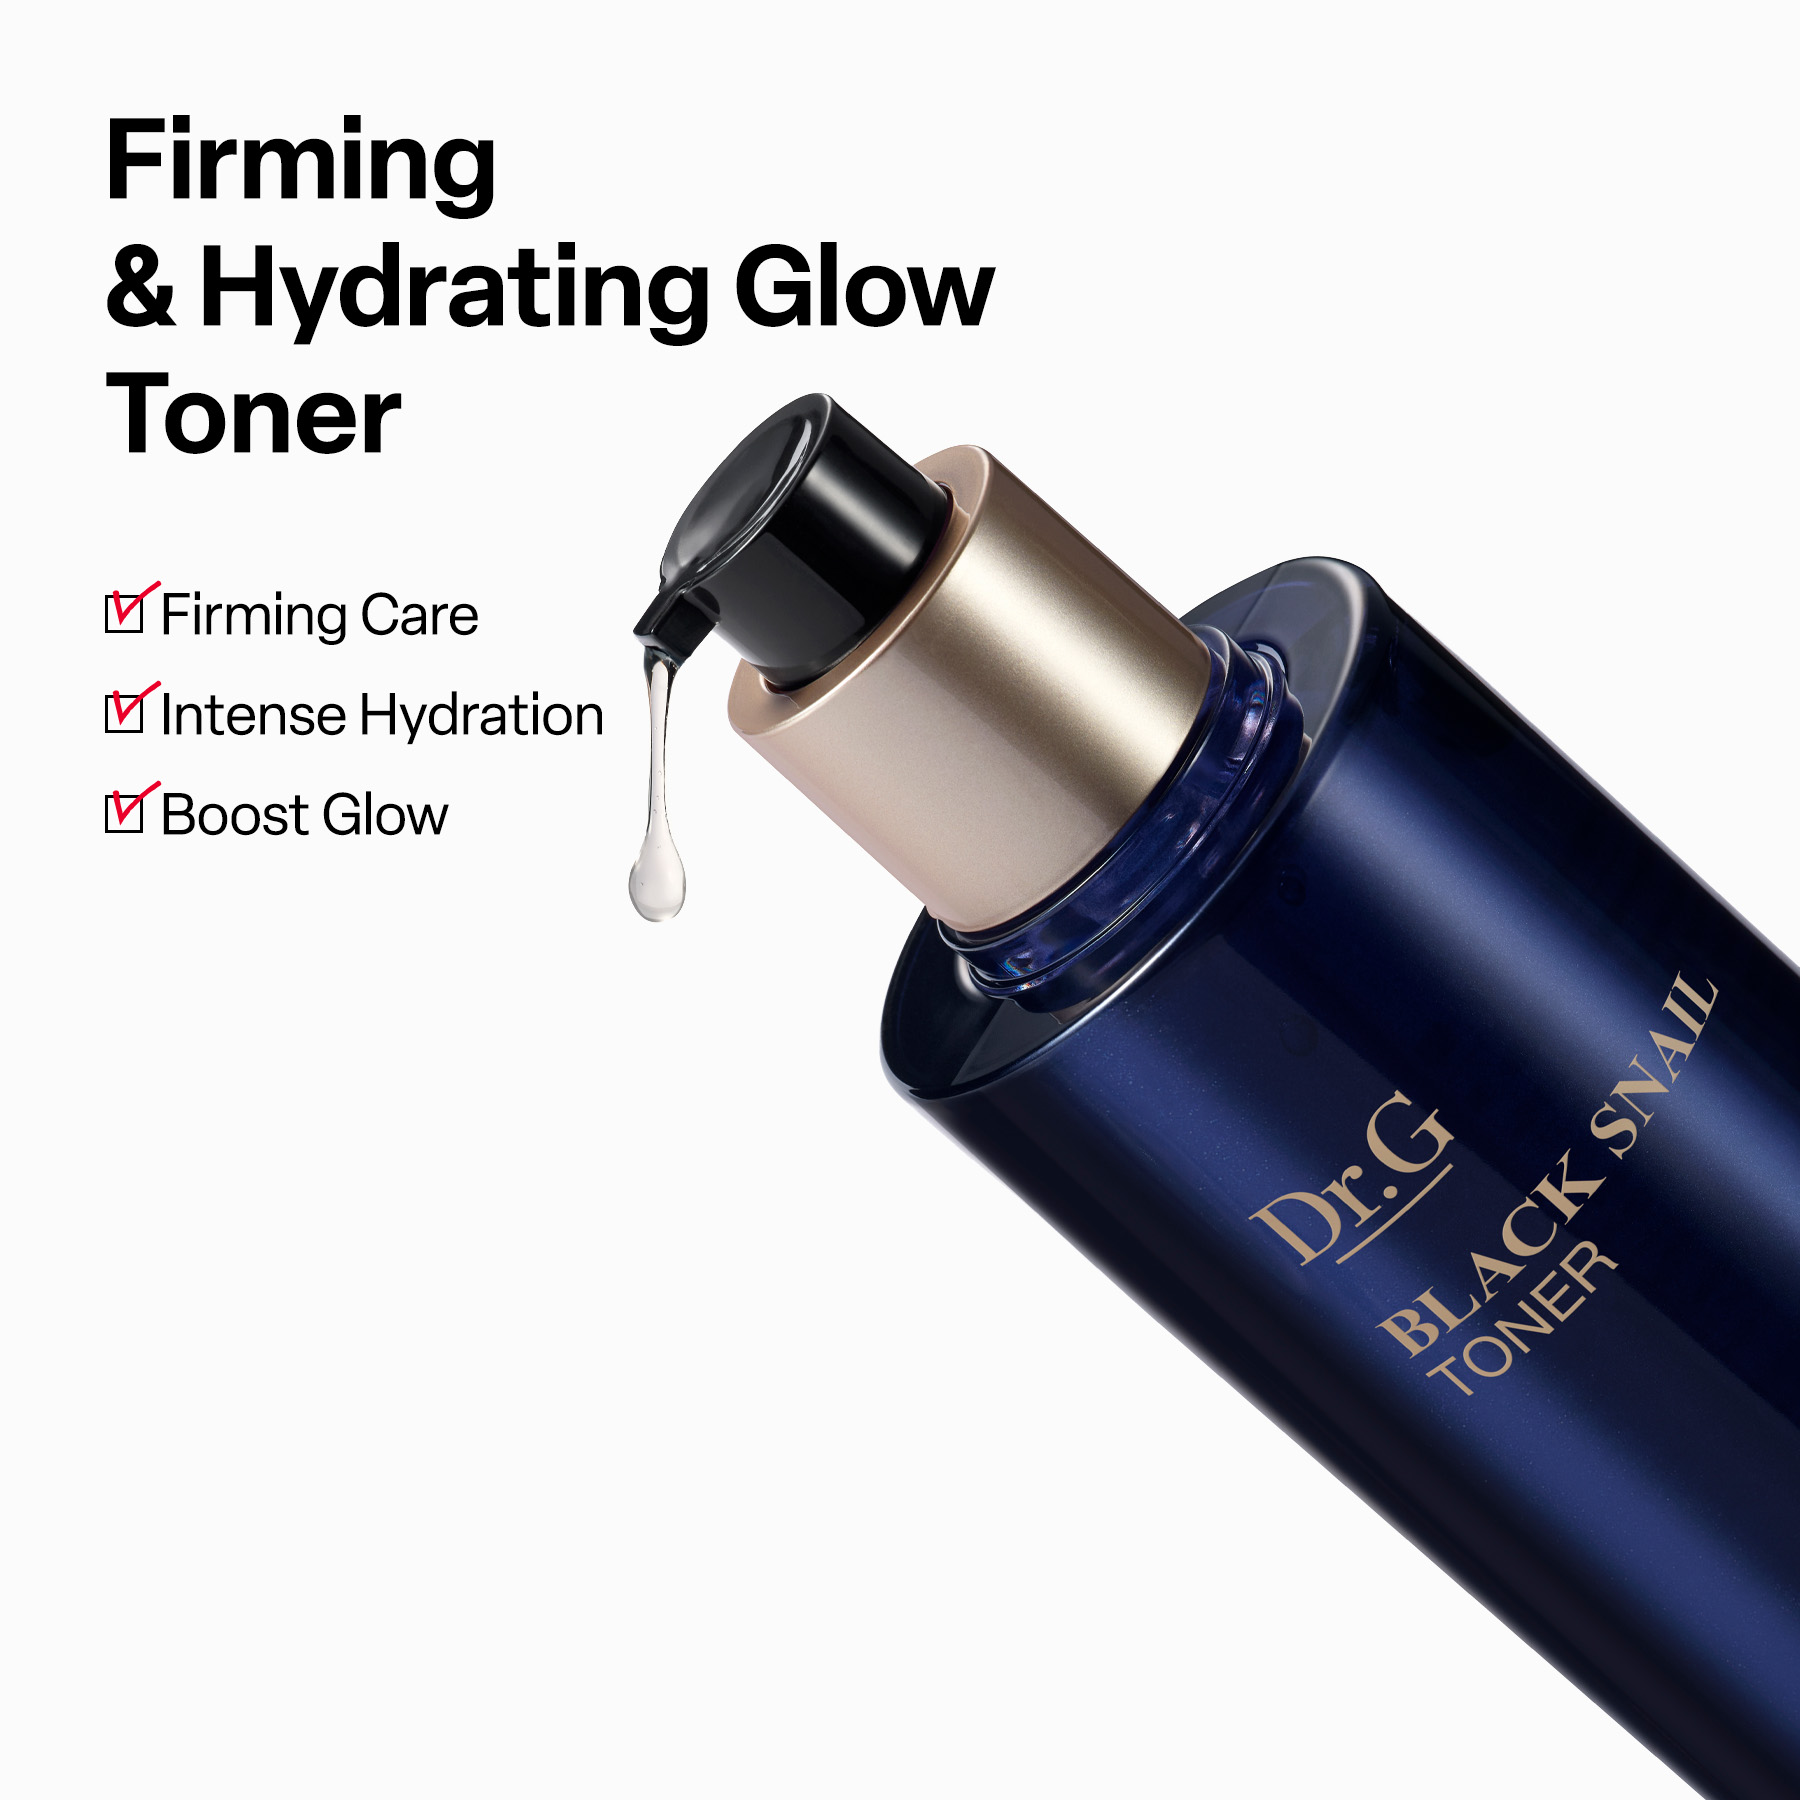 Firming
& Hydrating Glow
Toner
Firming Care
Intense Hydration
Boost Glow
Dr.G
BLACK SNAIL
TONER